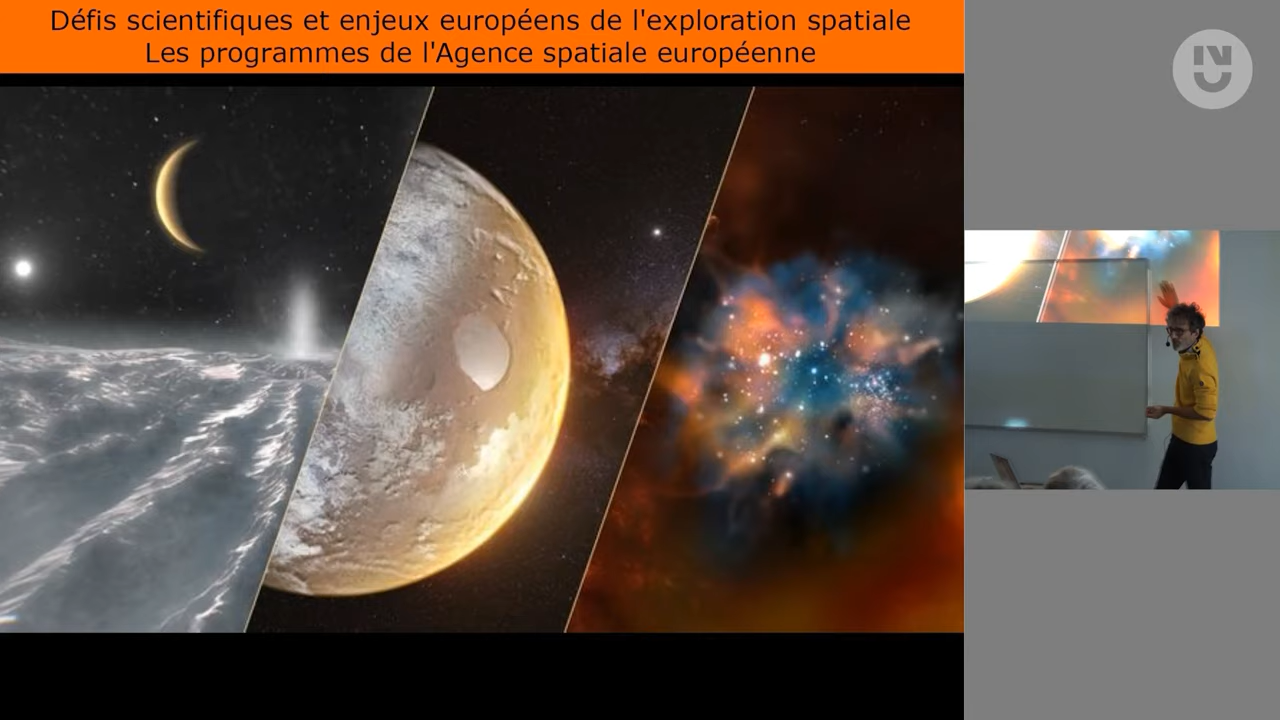 Défis scientifiques et enjeux européens de l'exploration spatiale
Les programmes de l'Agence spatiale européenne